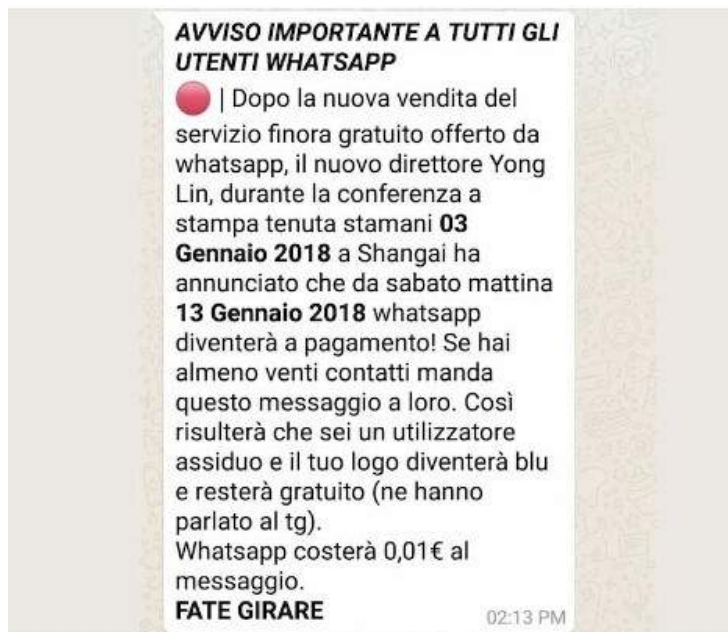 AVVISO IMPORTANTE A TUTTI GLI
UTENTI WHATSAPP
🔴 | Dopo la nuova vendita del
servizio finora gratuito offerto da
whatsapp, il nuovo direttore Yong
Lin, durante la conferenza a
stampa tenuta stamani 03
Gennaio 2018 a Shangai ha
annunciato che da sabato mattina
13 Gennaio 2018 whatsapp
diventerà a pagamento! Se hai
almeno venti contatti manda
questo messaggio a loro. Così
risulterà che sei un utilizzatore
assiduo e il tuo logo diventerà blu
e resterà gratuito (ne hanno
parlato al tg).
Whatsapp costerà 0,01€ al
messaggio.
FATE GIRARE
02:13 PM